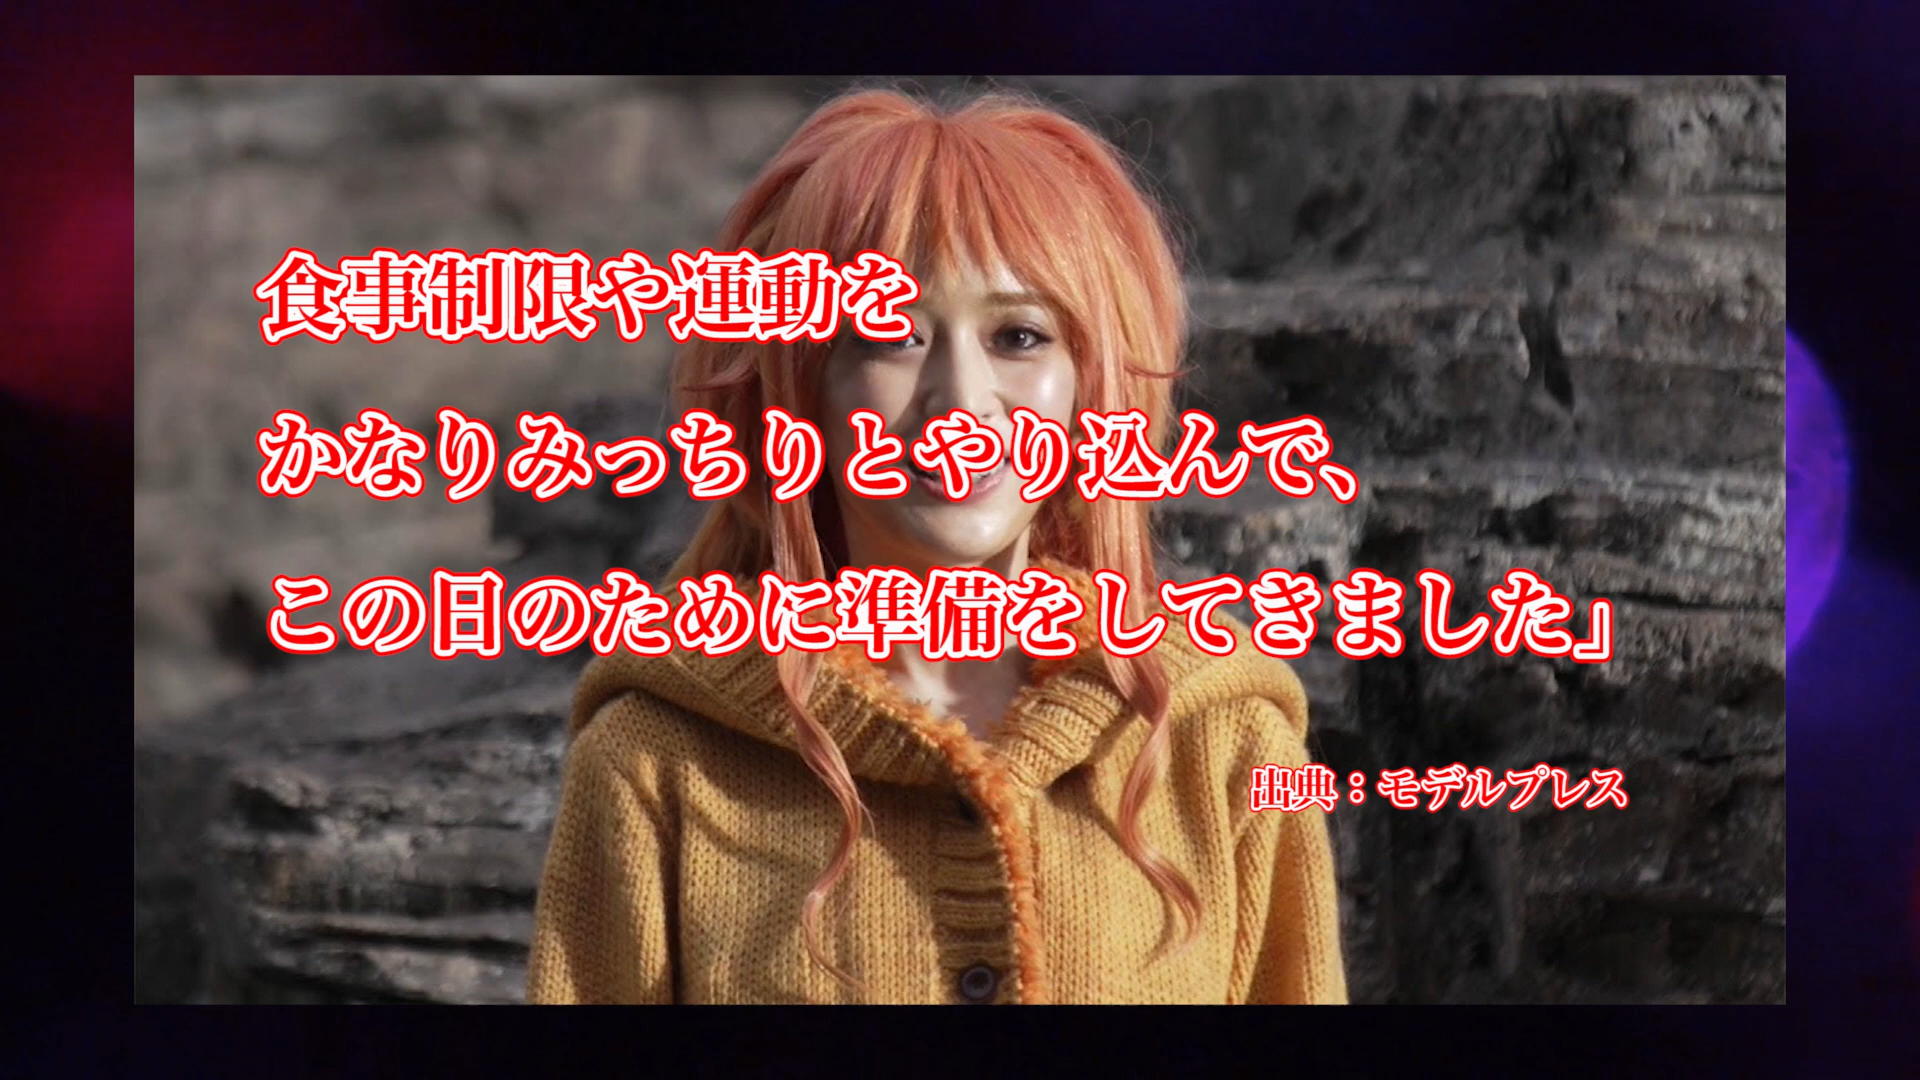 食事制限や運動を
かなりみっちりとやり込んで、
この日のために準備をしてきました」
出典：モデルプレス